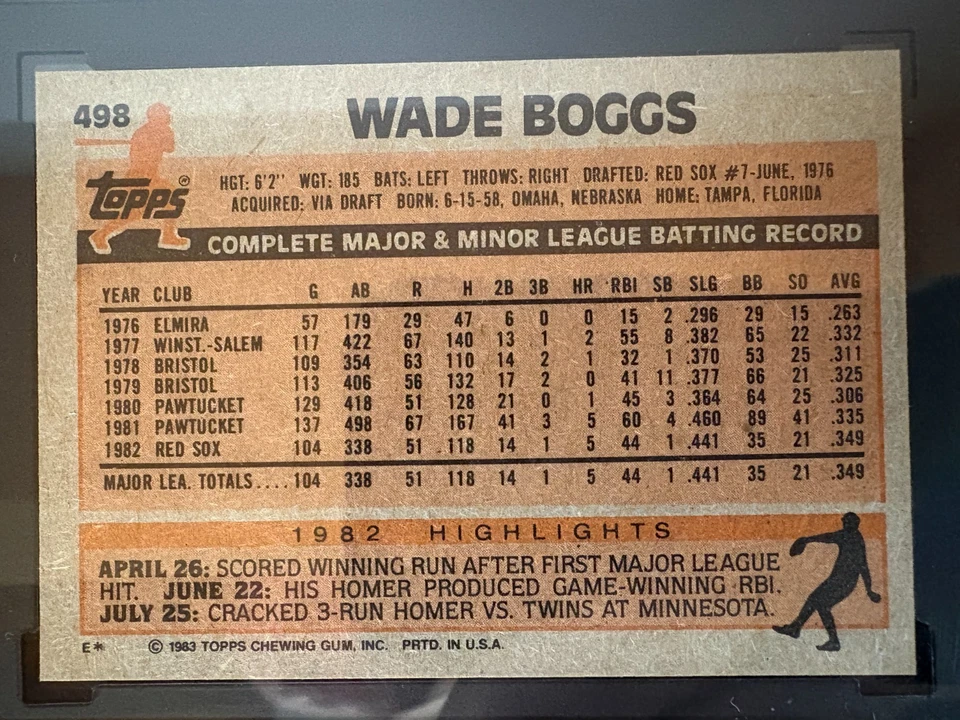 498
WADE BOGGS
topps®
HGT: 6'2" WGT: 185 BATS: LEFT THROWS: RIGHT DRAFTED: RED SOX #7-JUNE, 1976
ACQUIRED: VIA DRAFT BORN: 6-15-58, OMAHA, NEBRASKA HOME: TAMPA, FLORIDA
COMPLETE MAJOR & MINOR LEAGUE BATTING RECORD
YEAR CLUB G AB R H 2B 3B HR RBI SB SLG BB SO AVG
1976 ELMIRA 57 179 29 47 6 0 0 15 2 .296 29 15 .263
1977 WINST.-SALEM 117 422 67 140 13 1 2 55 8 .382 65 22 .332
1978 BRISTOL 109 354 63 110 14 2 1 32 1 .370 53 25 .311
1979 BRISTOL 113 406 56 132 17 2 0 41 11 .377 66 21 .325
1980 PAWTUCKET 129 418 51 128 21 0 1 45 3 .364 64 25 .306
1981 PAWTUCKET 137 498 67 167 41 3 5 60 4 .460 89 41 .335
1982 RED SOX 104 338 51 118 14 1 5 44 1 .441 35 21 .349
MAJOR LEA. TOTALS.... 104 338 51 118 14 1 5 44 1 .441 35 21 .349
1982 HIGHLIGHTS
APRIL 26: SCORED WINNING RUN AFTER FIRST MAJOR LEAGUE
HIT. JUNE 22: HIS HOMER PRODUCED GAME-WINNING RBI.
JULY 25: CRACKED 3-RUN HOMER VS. TWINS AT MINNESOTA.
E* © 1983 TOPPS CHEWING GUM, INC. PRTD. IN U.S.A.